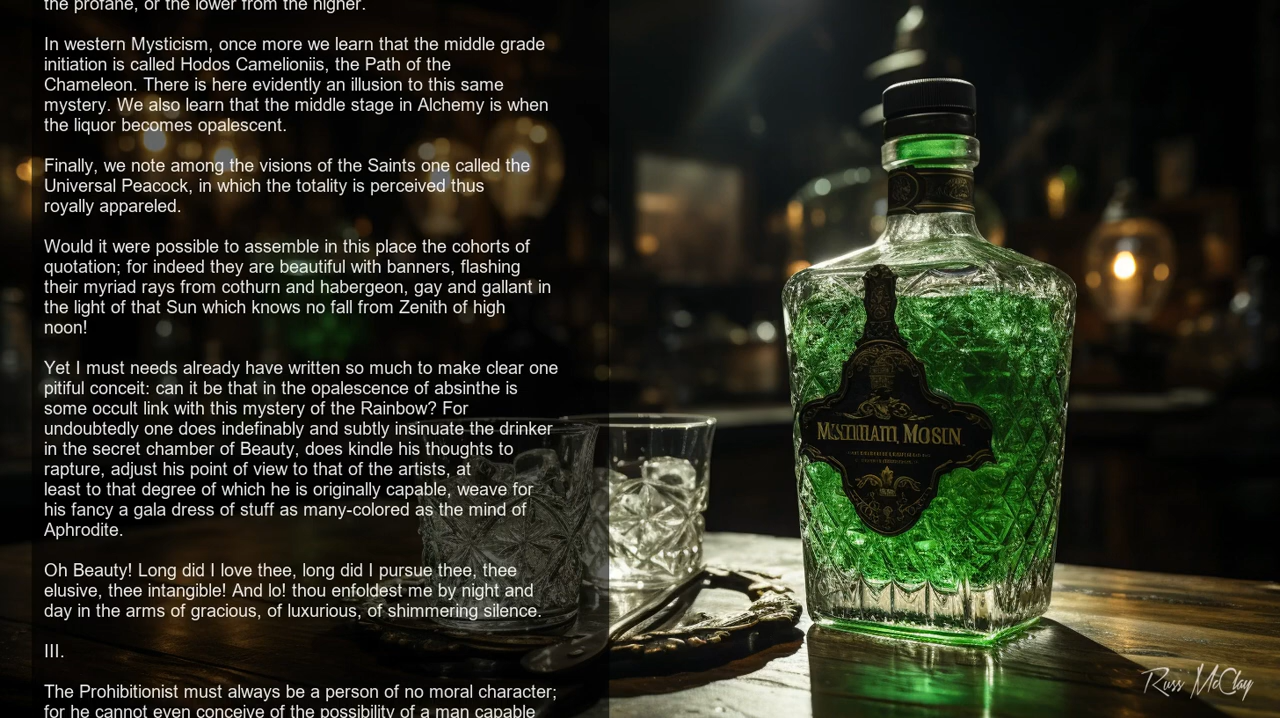 the profane, or the lower from the higher.
In western Mysticism, once more we learn that the middle grade
initiation is called Hodos Camelioniis, the Path of the
Chameleon. There is here evidently an illusion to this same
mystery. We also learn that the middle stage in Alchemy is when
the liquor becomes opalescent.
Finally, we note among the visions of the Saints one called the
Universal Peacock, in which the totality is perceived thus
royally appareled.
Would it were possible to assemble in this place the cohorts of
quotation; for indeed they are beautiful with banners, flashing
their myriad rays from cothurn and habergeon, gay and gallant in
the light of that Sun which knows no fall from Zenith of high
noon!
Yet I must needs already have written so much to make clear one
pitiful conceit: can it be that in the opalescence of absinthe is
some occult link with this mystery of the Rainbow? For
undoubtedly one does indefinably and subtly insinuate the drinker
in the secret chamber of Beauty, does kindle his thoughts to
rapture, adjust his point of view to that of the artists, at
least to that degree of which he is originally capable, weave for
his fancy a gala dress of stuff as many-colored as the mind of
Aphrodite.
Oh Beauty! Long did I love thee, long did I pursue thee, thee
elusive, thee intangible! And lo! thou enfoldest me by night and
day in the arms of gracious, of luxurious, of shimmering silence.
III.
The Prohibitionist must always be a person of no moral character;
for he cannot even conceive of the possibility of a man capable
Russ McClay